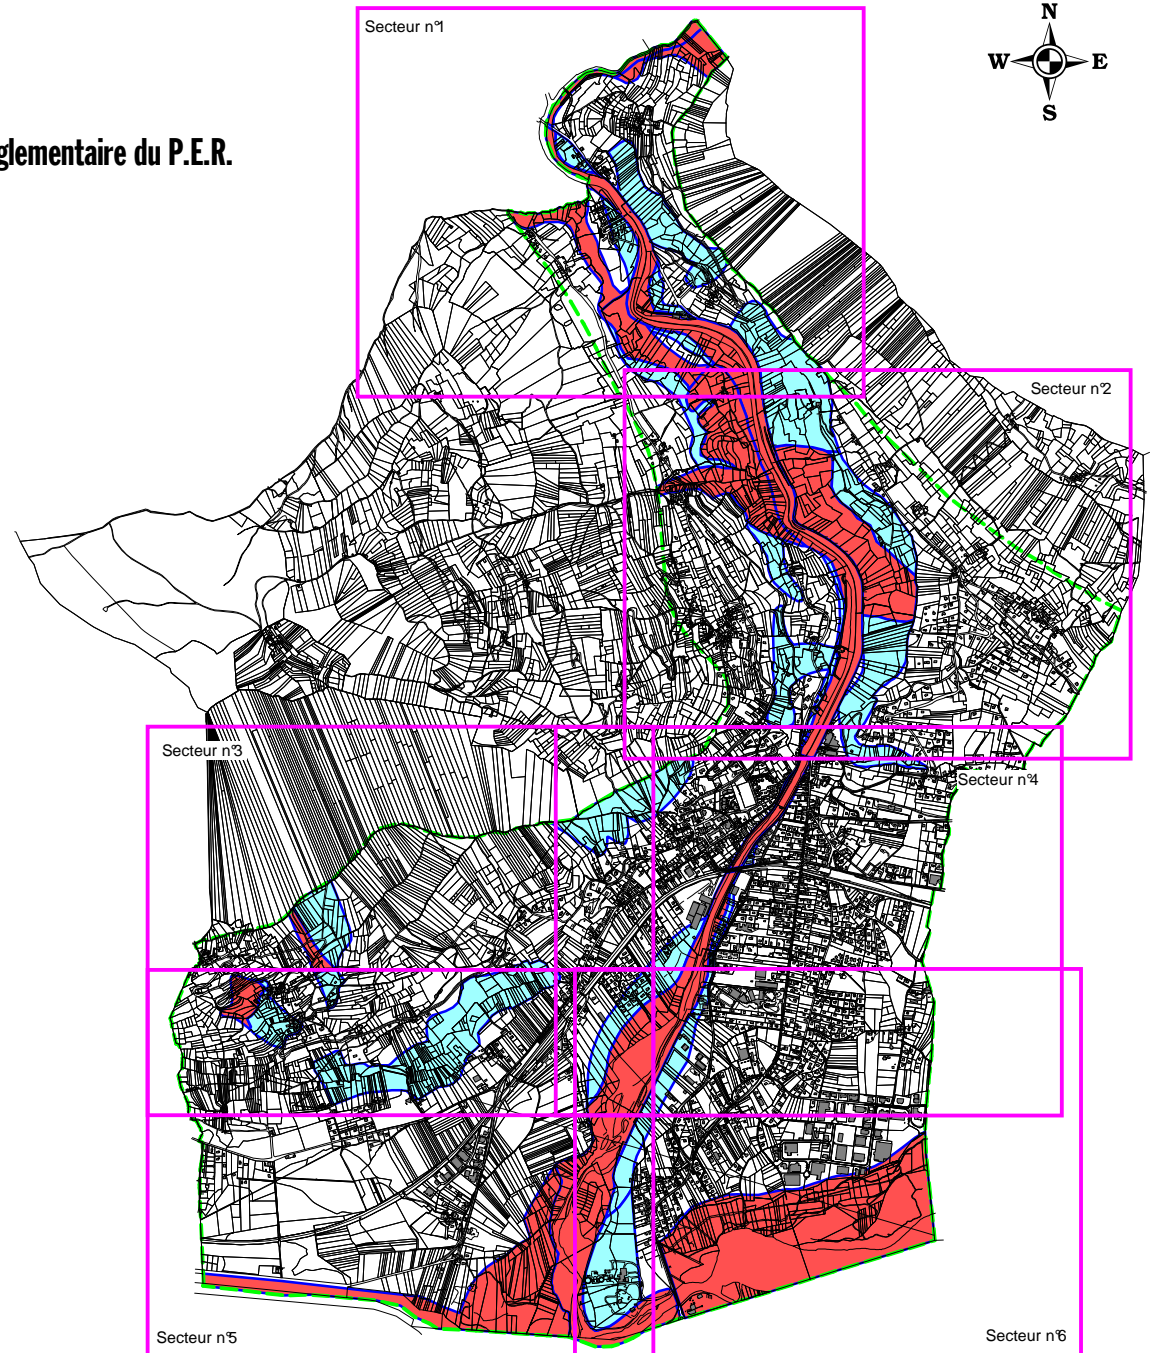 Secteur n°1
N
W E
S
glementaire du P.E.R.
Secteur n°2
Secteur n°3
Secteur n°4
Secteur n°5
Secteur n°6